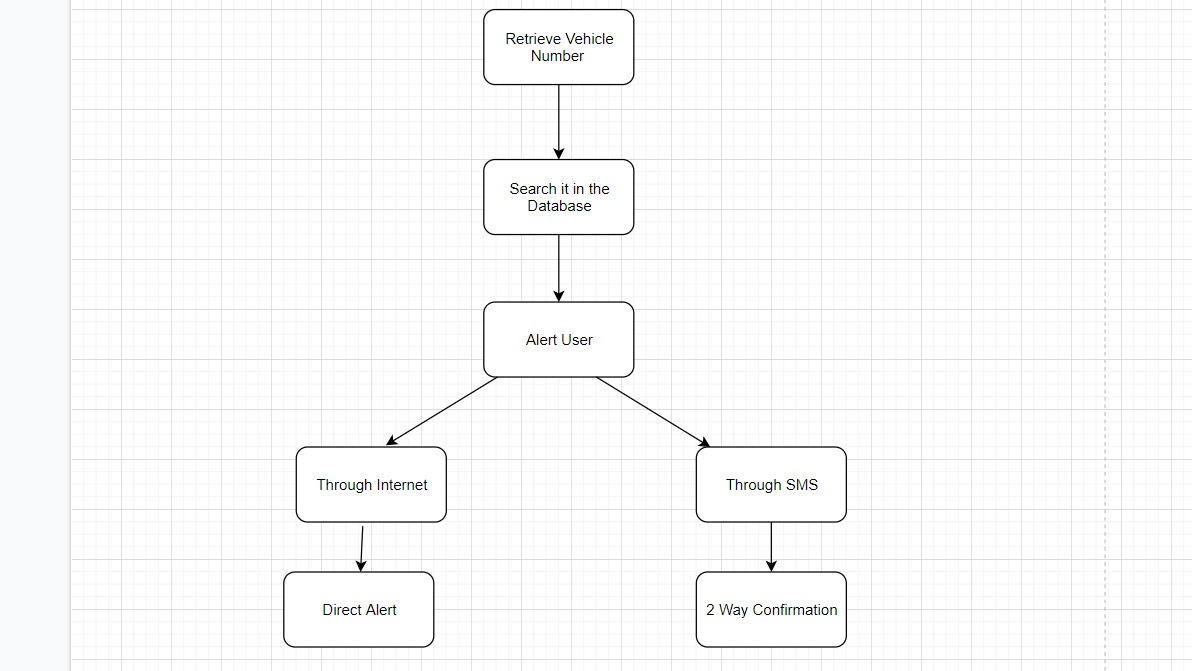 Retrieve Vehicle
Number
Search it in the
Database
Alert User
Through Internet
Through SMS
Direct Alert
2 Way Confirmation